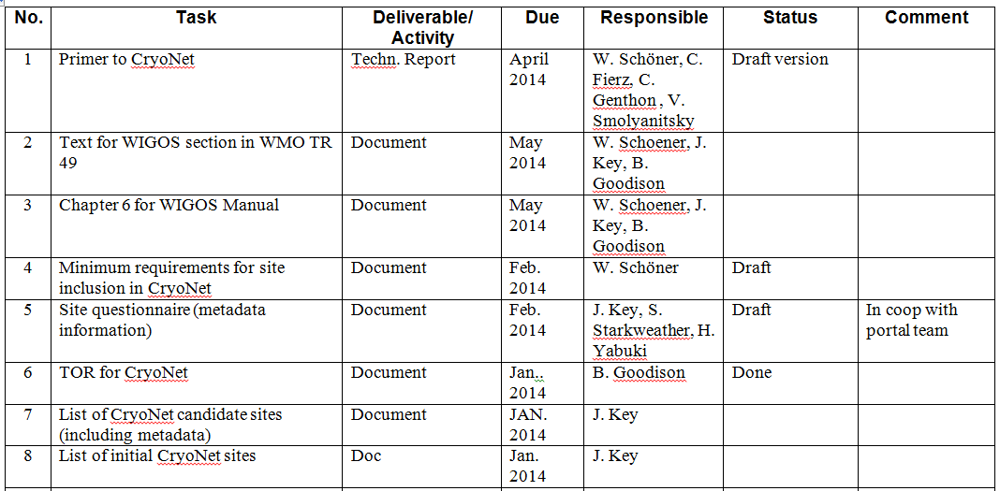 No. Task Deliverable/ Due Responsible Status Comment
Activity
1 Primer to CryoNet Techn. Report April W. Schöner, C. Draft version
2014 Fierz, C.
Genthon , V.
Smolyanitsky
2 Text for WIGOS section in WMO TR Document May W. Schoener, J.
49 2014 Key, B.
Goodison
3 Chapter 6 for WIGOS Manual Document May W. Schoener, J.
2014 Key, B.
Goodison
4 Minimum requirements for site Document Feb. W. Schöner Draft
inclusion in CryoNet 2014
5 Site questionnaire (metadata Document Feb. J. Key, S. Draft In coop with
information) 2014 Starkweather, H. portal team
Yabuki
6 TOR for CryoNet Document Jan.. B. Goodison Done
2014
7 List of CryoNet candidate sites Document JAN. J. Key
(including metadata) 2014
8 List of initial CryoNet sites Doc Jan. J. Key
2014